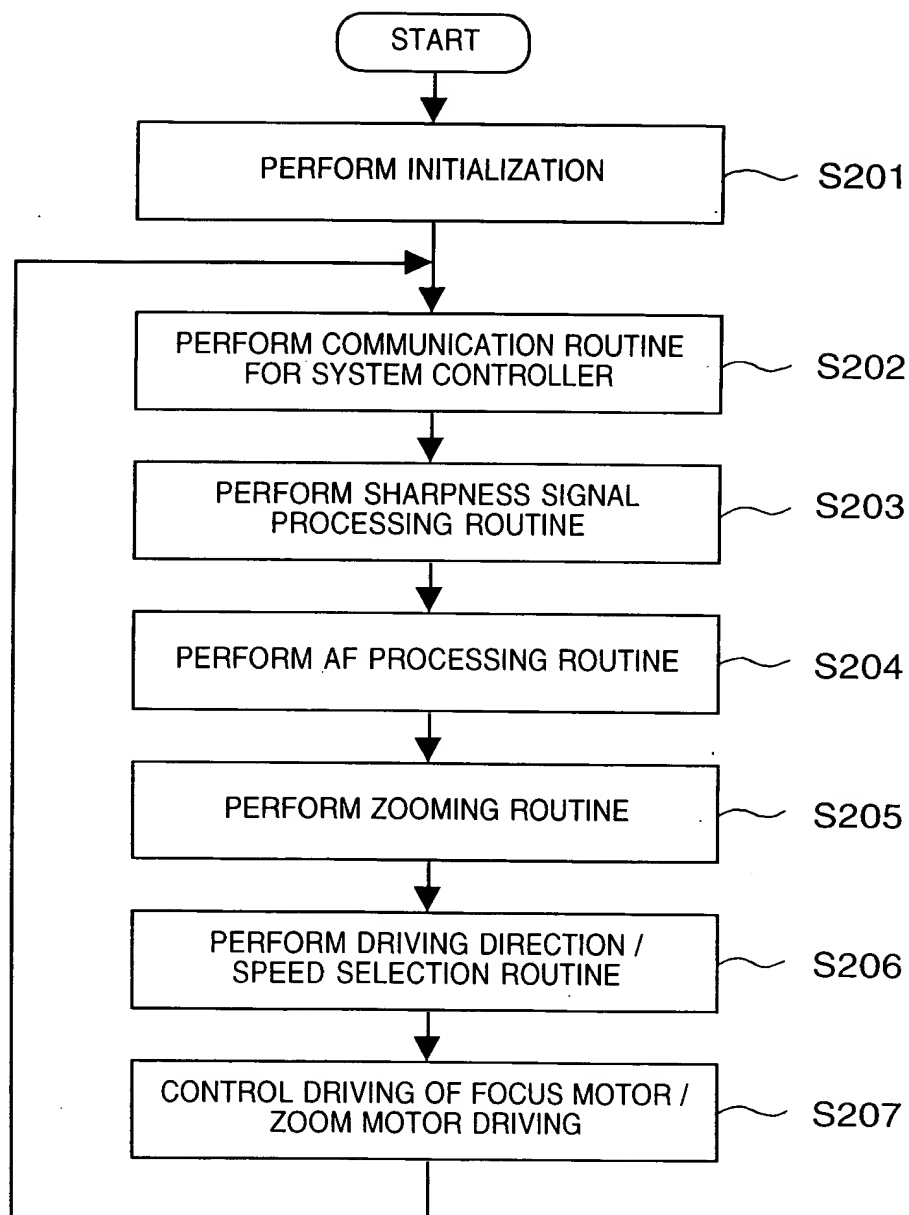 START
PERFORM INITIALIZATION
S201
PERFORM COMMUNICATION ROUTINE
FOR SYSTEM CONTROLLER
S202
PERFORM SHARPNESS SIGNAL
PROCESSING ROUTINE
S203
PERFORM AF PROCESSING ROUTINE
S204
PERFORM ZOOMING ROUTINE
S205
PERFORM DRIVING DIRECTION /
SPEED SELECTION ROUTINE
S206
CONTROL DRIVING OF FOCUS MOTOR /
ZOOM MOTOR DRIVING
S207